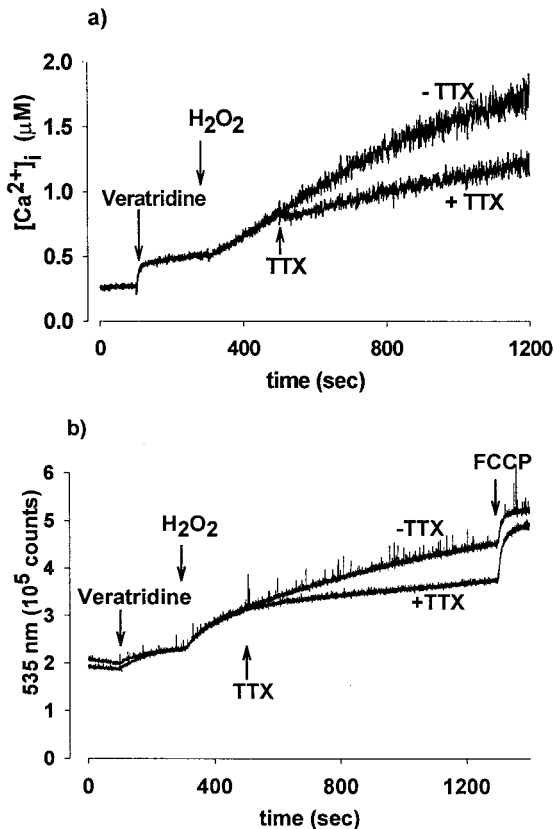 a)
2.0
- TTX
H2O2
1.5
[Ca2+]i (µM)
Veratridine
1.0
+ TTX
0.5
TTX
0.0
0 400 800 1200
time (sec)
b)
6
FCCP
5
H2O2
-TTX
535 nm (10^5 counts)
4
Veratridine
3
+TTX
2
TTX
1
0
0 400 800 1200
time (sec)